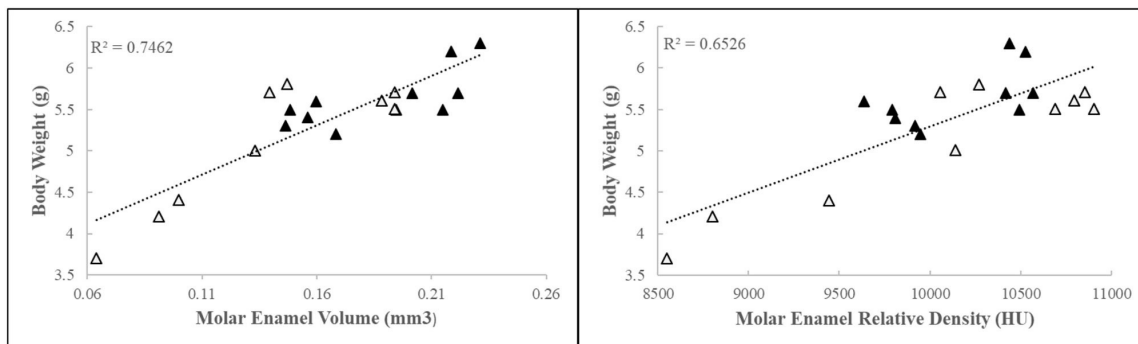 R² = 0.7462
Body Weight (g)
6.5
6
5.5
5
4.5
4
3.5
0.06 0.11 0.16 0.21 0.26
Molar Enamel Volume (mm3)
R² = 0.6526
Body Weight (g)
6.5
6
5.5
5
4.5
4
3.5
8500 9000 9500 10000 10500 11000
Molar Enamel Relative Density (HU)